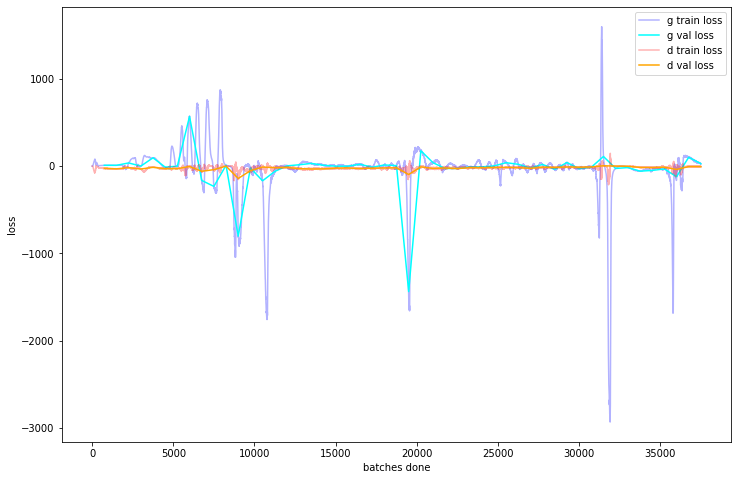 g train loss
g val loss
d train loss
d val loss
1000
0
−1000
−2000
−3000
loss
0 5000 10000 15000 20000 25000 30000 35000
batches done